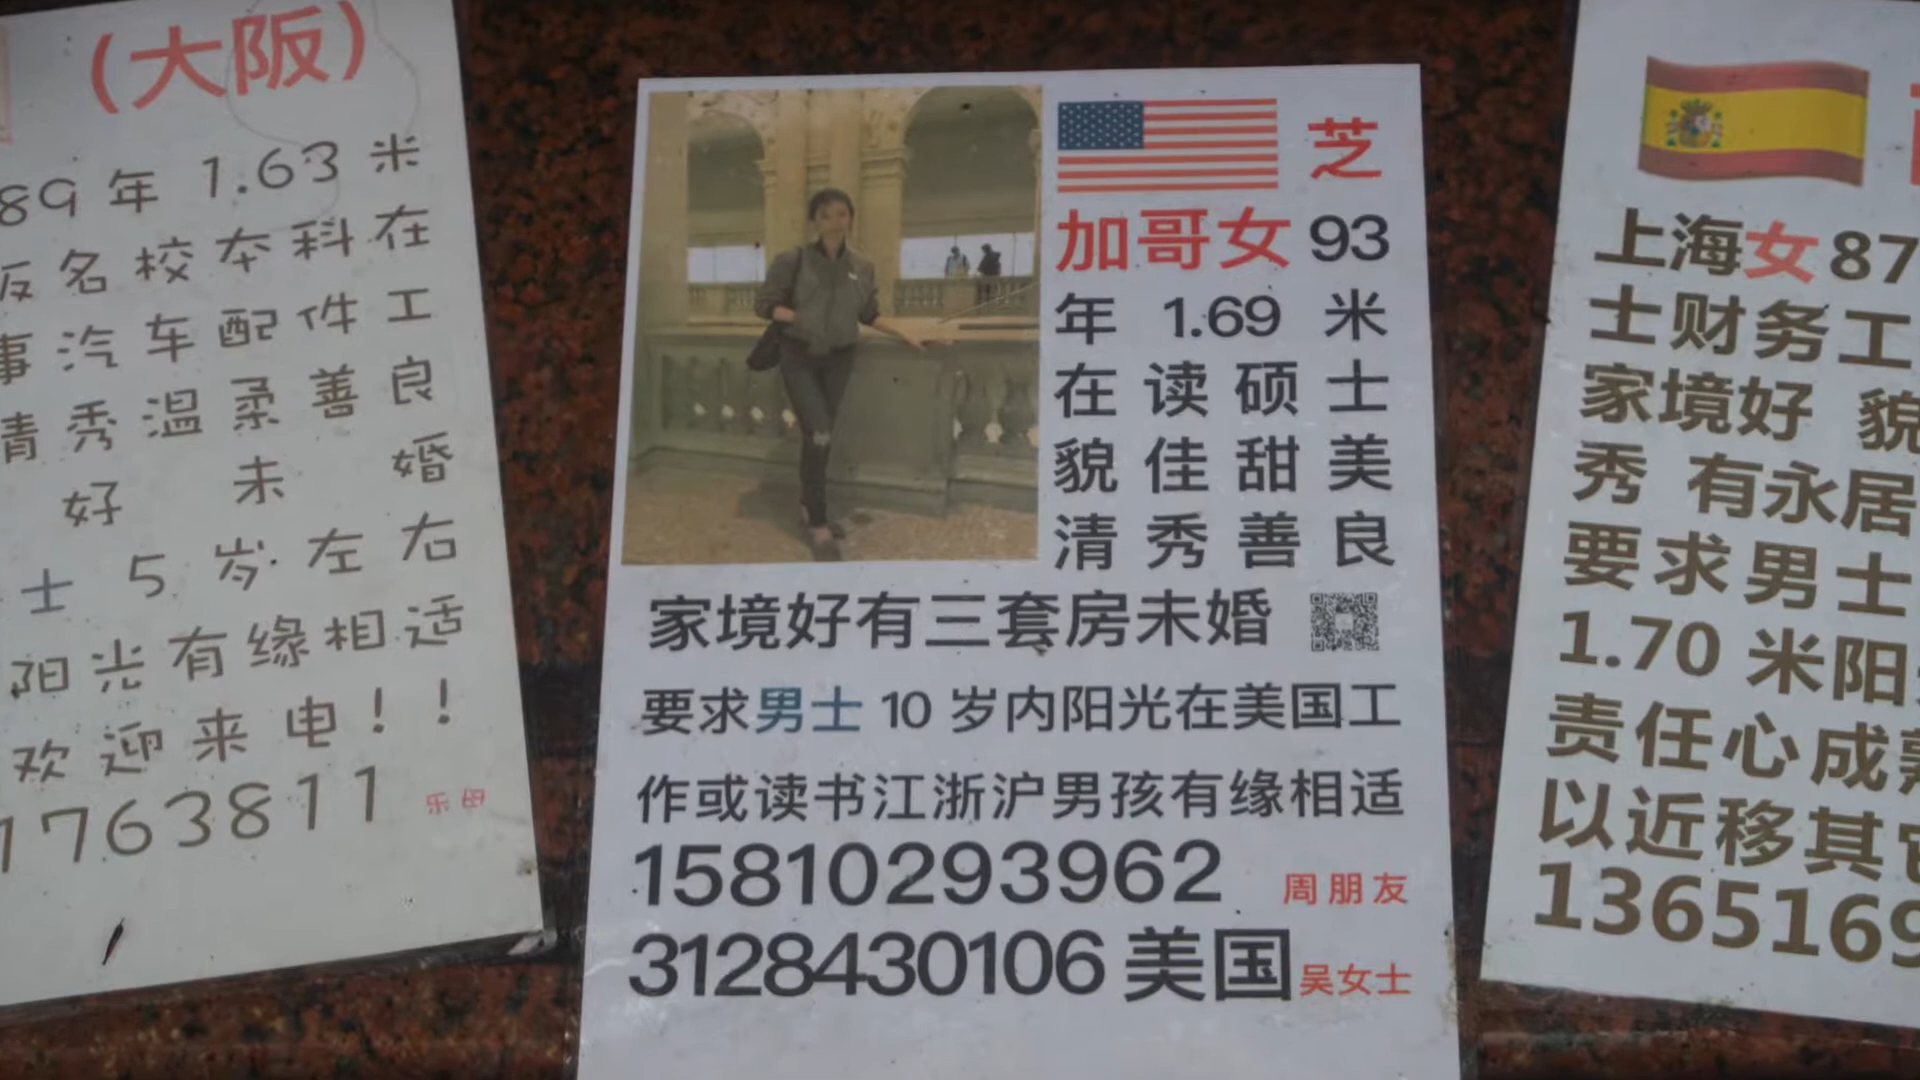 (大阪)
89年 1.63米
阪名校本科在
事汽车配件工
清秀温柔善良
好 未 婚
士 5岁左右
阳光有缘相适
欢迎来电！！
1763811
芝
加哥女 93
年 1.69 米
在读硕士
貌佳甜美
清秀善良
家境好有三套房未婚
要求男士 10 岁内阳光在美国工
作或读书江浙沪男孩有缘相适
15810293962 周朋友
3128430106 美国 吴女士
上海女 87
士财务工
家境好 貌
秀 有永居
要求男士
1.70 米阳
责任心成熟
以近移其它
1365169